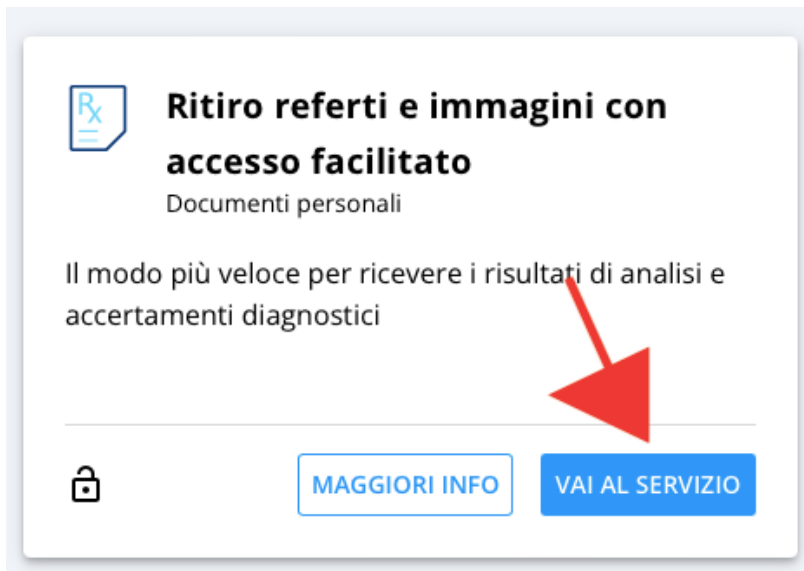 Rx
Ritiro referti e immagini con
accesso facilitato
Documenti personali
Il modo più veloce per ricevere i risultati di analisi e
accertamenti diagnostici
MAGGIORI INFO
VAI AL SERVIZIO